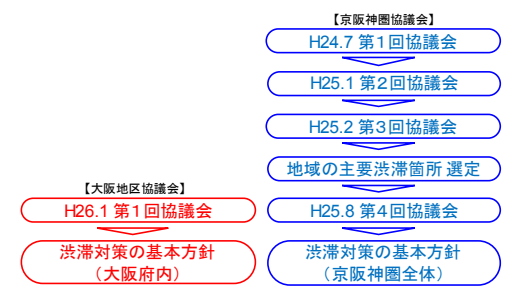 【京阪神圏協議会】
H24.7 第1回協議会
H25.1 第2回協議会
H25.2 第3回協議会
地域の主要渋滞箇所 選定
H25.8 第4回協議会
渋滞対策の基本方針
（京阪神圏全体）
【大阪地区協議会】
H26.1 第1回協議会
渋滞対策の基本方針
（大阪府内）